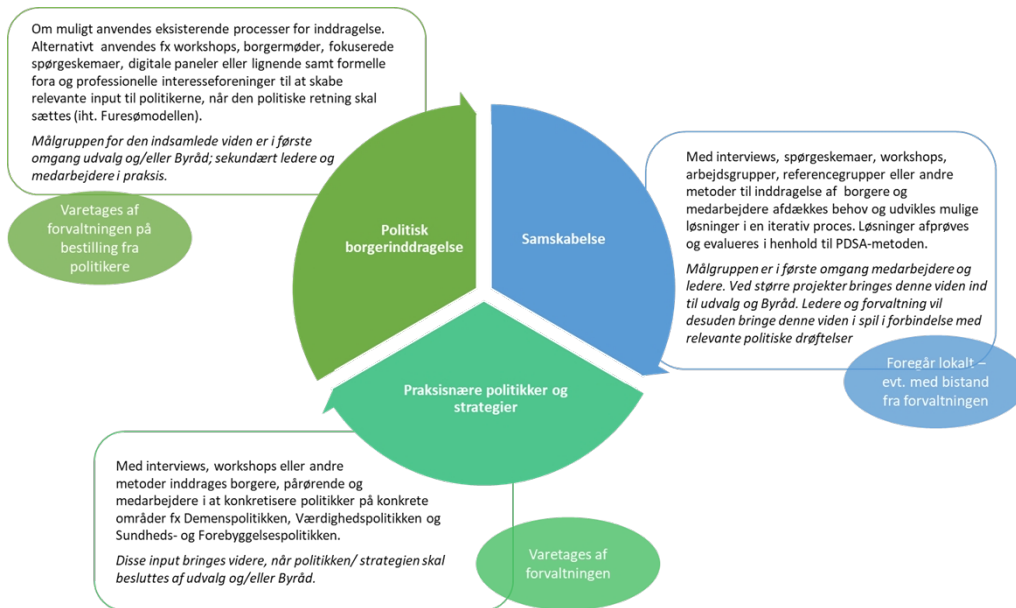 Om muligt anvendes eksisterende processer for inddragelse.
Alternativt anvendes fx workshops, borgermøder, fokuserede
spørgeskemaer, digitale paneler eller lignende samt formelle
fora og professionelle interesseforeninger til at skabe
relevante input til politikerne, når den politiske retning skal
sættes (iht. Furesømodellen).
Målgruppen for den indsamlede viden er i første
omgang udvalg og/eller Byråd; sekundært ledere og
medarbejdere i praksis.
Varetages af
forvaltningen på
bestilling fra
politikere
Politisk
borgerinddragelse
Samskabelse
Med interviews, spørgeskemaer, workshops,
arbejdsgrupper, referencegrupper eller andre
metoder til inddragelse af borgere og
medarbejdere afdækkes behov og udvikles mulige
løsninger i en iterativ proces. Løsninger afprøves
og evalueres i henhold til PDSA-metoden.
Målgruppen er i første omgang medarbejdere og
ledere. Ved større projekter bringes denne viden ind
til udvalg og Byråd. Ledere og forvaltning vil
desuden bringe denne viden i spil i forbindelse med
relevante politiske drøftelser
Foregår lokalt –
evt. med bistand
fra forvaltningen
Praksisnære politikker og
strategier
Med interviews, workshops eller andre
metoder inddrages borgere, pårørende og
medarbejdere i at konkretisere politikker på konkrete
områder fx Demenspolitikken, Værdighedspolitikken og
Sundheds- og Forebyggelsespolitikken.
Disse input bringes videre, når politikken/ strategien skal
besluttes af udvalg og/eller Byråd.
Varetages af
forvaltningen